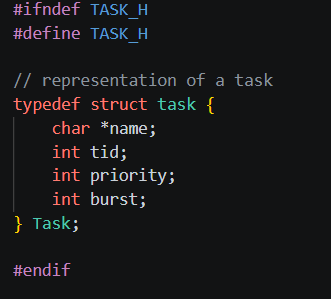 #ifndef TASK_H
#define TASK_H
// representation of a task
typedef struct task {
    char *name;
    int tid;
    int priority;
    int burst;
} Task;
#endif